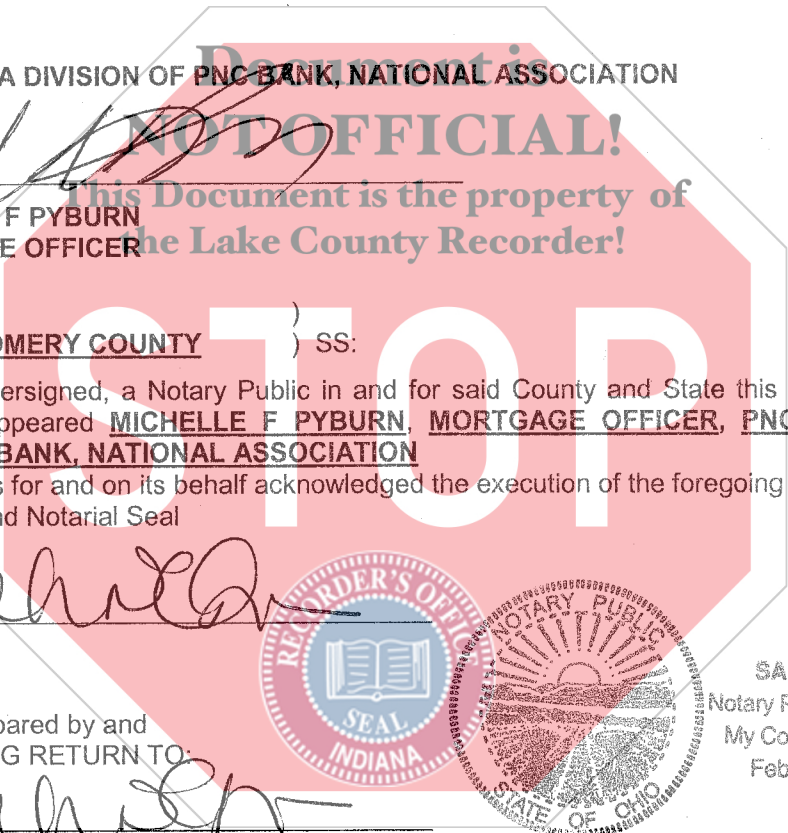 A DIVISION OF PNC BANK, NATIONAL ASSOCIATION
Document is
NOT OFFICIAL!
This Document is the property of
the Lake County Recorder!
F PYBURN
E OFFICER
STOP
)
OMERY COUNTY ) SS:
ersigned, a Notary Public in and for said County and State this
ppeared MICHELLE F PYBURN, MORTGAGE OFFICER, PNC
BANK, NATIONAL ASSOCIATION
s for and on its behalf acknowledged the execution of the foregoing
nd Notarial Seal
RECORDER'S OFFICE
SEAL
INDIANA
NOTARY PUBLIC
STATE OF OHIO
SA
Notary P
My Co
Feb
pared by and
G RETURN TO: